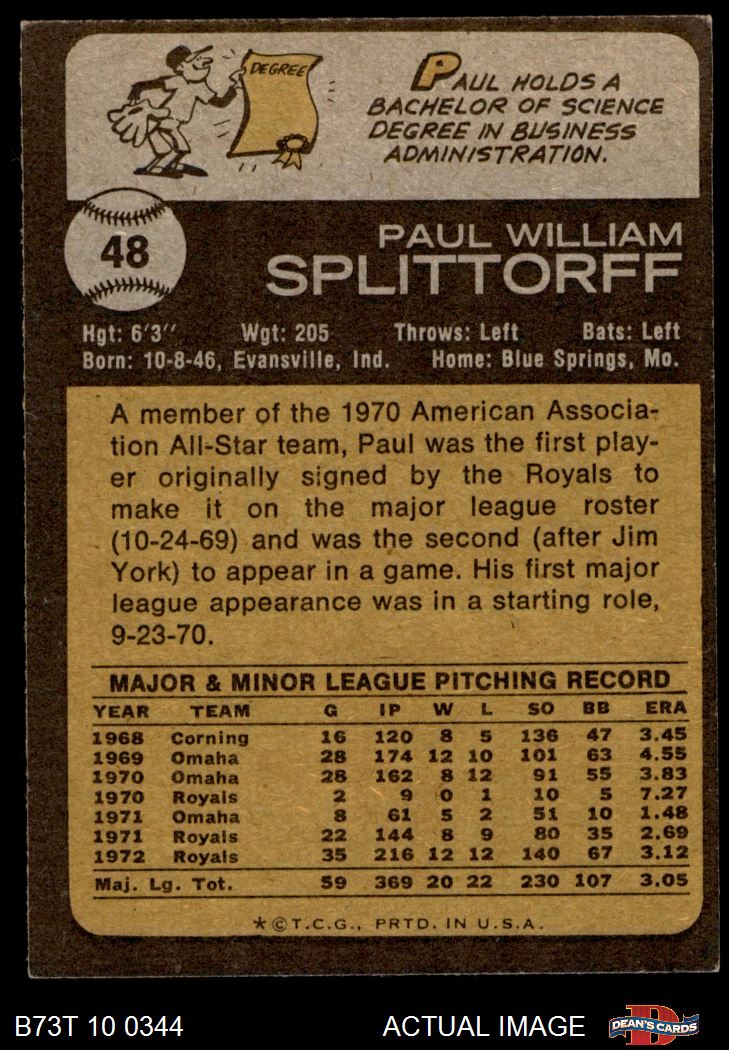 DEGREE
PAUL HOLDS A
BACHELOR OF SCIENCE
DEGREE IN BUSINESS
ADMINISTRATION.
48
PAUL WILLIAM
SPLITTORFF
Hgt: 6'3" Wgt: 205 Throws: Left Bats: Left
Born: 10-8-46, Evansville, Ind. Home: Blue Springs, Mo.
A member of the 1970 American Associa-
tion All-Star team, Paul was the first play-
er originally signed by the Royals to
make it on the major league roster
(10-24-69) and was the second (after Jim
York) to appear in a game. His first major
league appearance was in a starting role,
9-23-70.
MAJOR & MINOR LEAGUE PITCHING RECORD
YEAR TEAM G IP W L SO BB ERA
1968 Corning 16 120 8 5 136 47 3.45
1969 Omaha 28 174 12 10 101 63 4.55
1970 Omaha 28 162 8 12 91 55 3.83
1970 Royals 2 9 0 1 10 5 7.27
1971 Omaha 8 61 5 2 51 10 1.48
1971 Royals 22 144 8 9 80 35 2.69
1972 Royals 35 216 12 12 140 67 3.12
Maj. Lg. Tot. 59 369 20 22 230 107 3.05
*©T.C.G., PRTD. IN U.S.A.
B73T 10 0344 ACTUAL IMAGE D DEAN'S CARDS